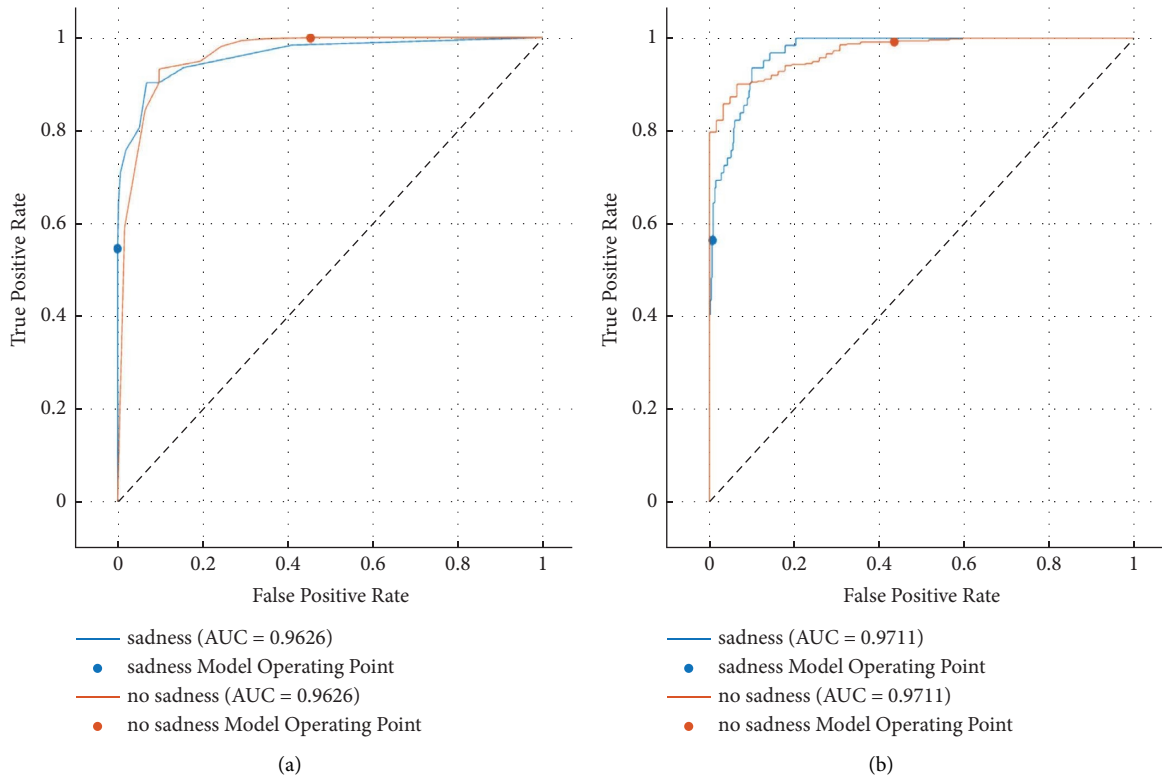 1
0.8
0.6
0.4
0.2
0
True Positive Rate
0 0.2 0.4 0.6 0.8 1
False Positive Rate
sadness (AUC = 0.9626)
sadness Model Operating Point
no sadness (AUC = 0.9626)
no sadness Model Operating Point
(a)
1
0.8
0.6
0.4
0.2
0
True Positive Rate
0 0.2 0.4 0.6 0.8 1
False Positive Rate
sadness (AUC = 0.9711)
sadness Model Operating Point
no sadness (AUC = 0.9711)
no sadness Model Operating Point
(b)